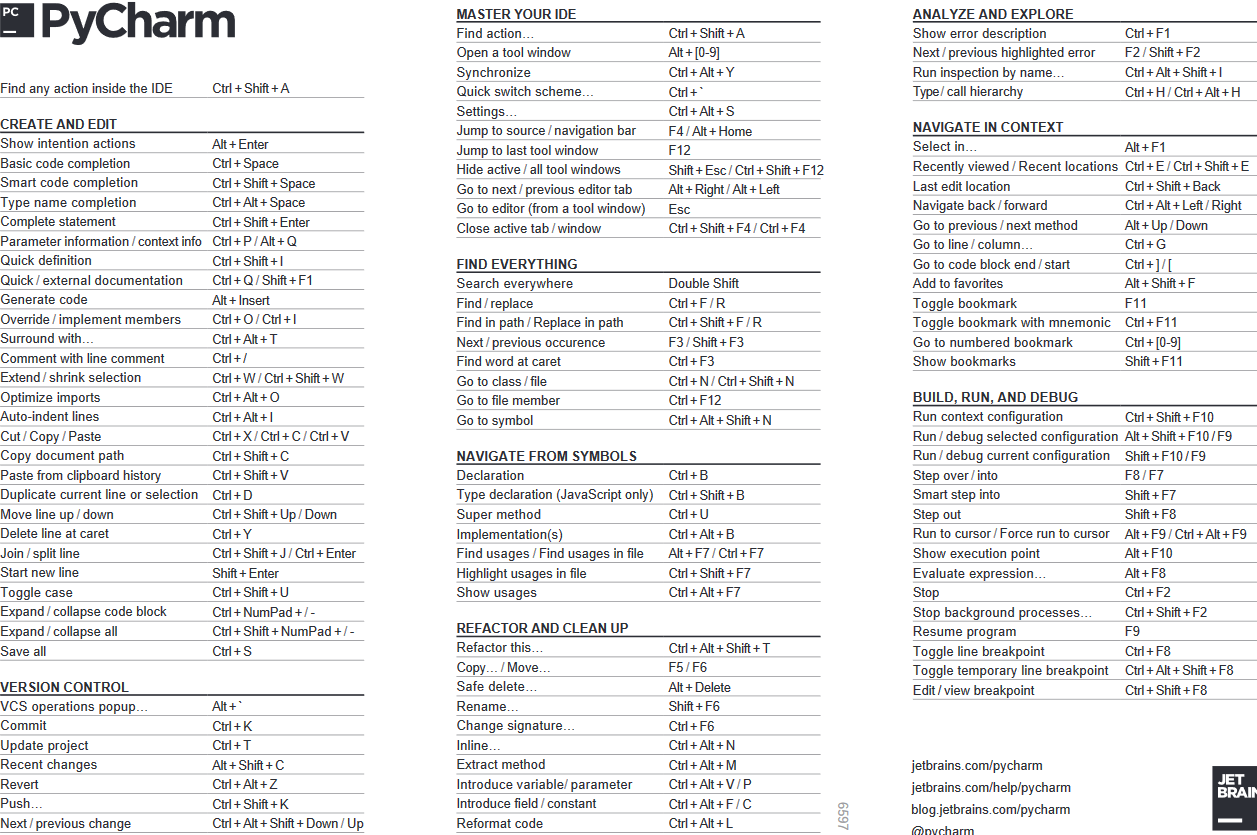 PC PyCharm
Find any action inside the IDE Ctrl + Shift + A
CREATE AND EDIT
Show intention actions Alt + Enter
Basic code completion Ctrl + Space
Smart code completion Ctrl + Shift + Space
Type name completion Ctrl + Alt + Space
Complete statement Ctrl + Shift + Enter
Parameter information / context info Ctrl + P / Alt + Q
Quick definition Ctrl + Shift + I
Quick / external documentation Ctrl + Q / Shift + F1
Generate code Alt + Insert
Override / implement members Ctrl + O / Ctrl + I
Surround with… Ctrl + Alt + T
Comment with line comment Ctrl + /
Extend / shrink selection Ctrl + W / Ctrl + Shift + W
Optimize imports Ctrl + Alt + O
Auto-indent lines Ctrl + Alt + I
Cut / Copy / Paste Ctrl + X / Ctrl + C / Ctrl + V
Copy document path Ctrl + Shift + C
Paste from clipboard history Ctrl + Shift + V
Duplicate current line or selection Ctrl + D
Move line up / down Ctrl + Shift + Up / Down
Delete line at caret Ctrl + Y
Join / split line Ctrl + Shift + J / Ctrl + Enter
Start new line Shift + Enter
Toggle case Ctrl + Shift + U
Expand / collapse code block Ctrl + NumPad + / -
Expand / collapse all Ctrl + Shift + NumPad + / -
Save all Ctrl + S
VERSION CONTROL
VCS operations popup… Alt + `
Commit Ctrl + K
Update project Ctrl + T
Recent changes Alt + Shift + C
Revert Ctrl + Alt + Z
Push… Ctrl + Shift + K
Next / previous change Ctrl + Alt + Shift + Down / Up
MASTER YOUR IDE
Find action… Ctrl + Shift + A
Open a tool window Alt + [0-9]
Synchronize Ctrl + Alt + Y
Quick switch scheme… Ctrl + `
Settings… Ctrl + Alt + S
Jump to source / navigation bar F4 / Alt + Home
Jump to last tool window F12
Hide active / all tool windows Shift + Esc / Ctrl + Shift + F12
Go to next / previous editor tab Alt + Right / Alt + Left
Go to editor (from a tool window) Esc
Close active tab / window Ctrl + Shift + F4 / Ctrl + F4
FIND EVERYTHING
Search everywhere Double Shift
Find / replace Ctrl + F / R
Find in path / Replace in path Ctrl + Shift + F / R
Next / previous occurence F3 / Shift + F3
Find word at caret Ctrl + F3
Go to class / file Ctrl + N / Ctrl + Shift + N
Go to file member Ctrl + F12
Go to symbol Ctrl + Alt + Shift + N
NAVIGATE FROM SYMBOLS
Declaration Ctrl + B
Type declaration (JavaScript only) Ctrl + Shift + B
Super method Ctrl + U
Implementation(s) Ctrl + Alt + B
Find usages / Find usages in file Alt + F7 / Ctrl + F7
Highlight usages in file Ctrl + Shift + F7
Show usages Ctrl + Alt + F7
REFACTOR AND CLEAN UP
Refactor this… Ctrl + Alt + Shift + T
Copy… / Move… F5 / F6
Safe delete… Alt + Delete
Rename… Shift + F6
Change signature… Ctrl + F6
Inline… Ctrl + Alt + N
Extract method Ctrl + Alt + M
Introduce variable/ parameter Ctrl + Alt + V / P
Introduce field / constant Ctrl + Alt + F / C
Reformat code Ctrl + Alt + L
6597
ANALYZE AND EXPLORE
Show error description Ctrl + F1
Next / previous highlighted error F2 / Shift + F2
Run inspection by name… Ctrl + Alt + Shift + I
Type/ call hierarchy Ctrl + H / Ctrl + Alt + H
NAVIGATE IN CONTEXT
Select in… Alt + F1
Recently viewed / Recent locations Ctrl + E / Ctrl + Shift + E
Last edit location Ctrl + Shift + Back
Navigate back / forward Ctrl + Alt + Left / Right
Go to previous / next method Alt + Up / Down
Go to line / column… Ctrl + G
Go to code block end / start Ctrl + ] / [
Add to favorites Alt + Shift + F
Toggle bookmark F11
Toggle bookmark with mnemonic Ctrl + F11
Go to numbered bookmark Ctrl + [0-9]
Show bookmarks Shift + F11
BUILD, RUN, AND DEBUG
Run context configuration Ctrl + Shift + F10
Run / debug selected configuration Alt + Shift + F10 / F9
Run / debug current configuration Shift + F10 / F9
Step over / into F8 / F7
Smart step into Shift + F7
Step out Shift + F8
Run to cursor / Force run to cursor Alt + F9 / Ctrl + Alt + F9
Show execution point Alt + F10
Evaluate expression… Alt + F8
Stop Ctrl + F2
Stop background processes… Ctrl + Shift + F2
Resume program F9
Toggle line breakpoint Ctrl + F8
Toggle temporary line breakpoint Ctrl + Alt + Shift + F8
Edit / view breakpoint Ctrl + Shift + F8
jetbrains.com/pycharm
jetbrains.com/help/pycharm
blog.jetbrains.com/pycharm
@pycharm
JET
BRAIN